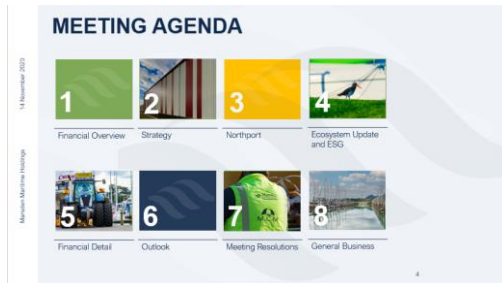 MEETING AGENDA
14 November 2023
Marsden Maritime Holdings
1
2
3
4
Financial Overview
Strategy
Northport
Ecosystem Update
and ESG
5
6
7
8
Financial Detail
Outlook
Meeting Resolutions
General Business
4